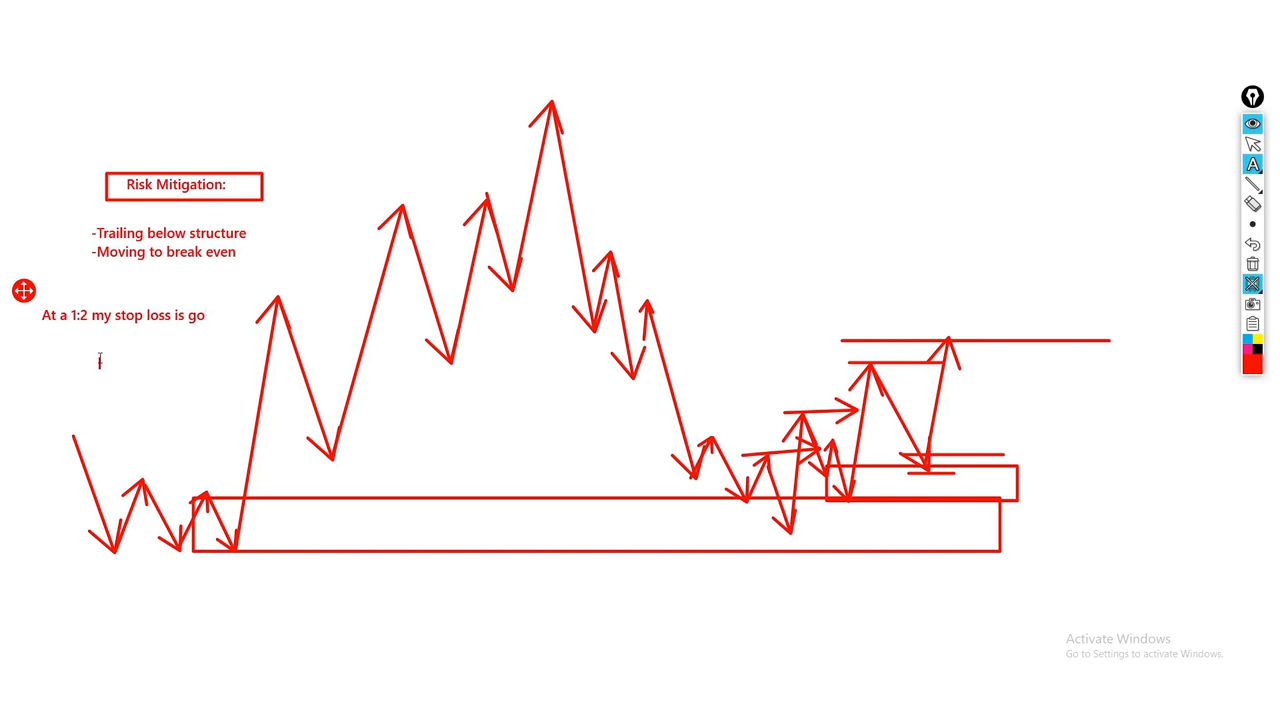 Risk Mitigation:
-Trailing below structure
-Moving to break even
At a 1:2 my stop loss is go
A
Activate Windows
Go to Settings to activate Windows.